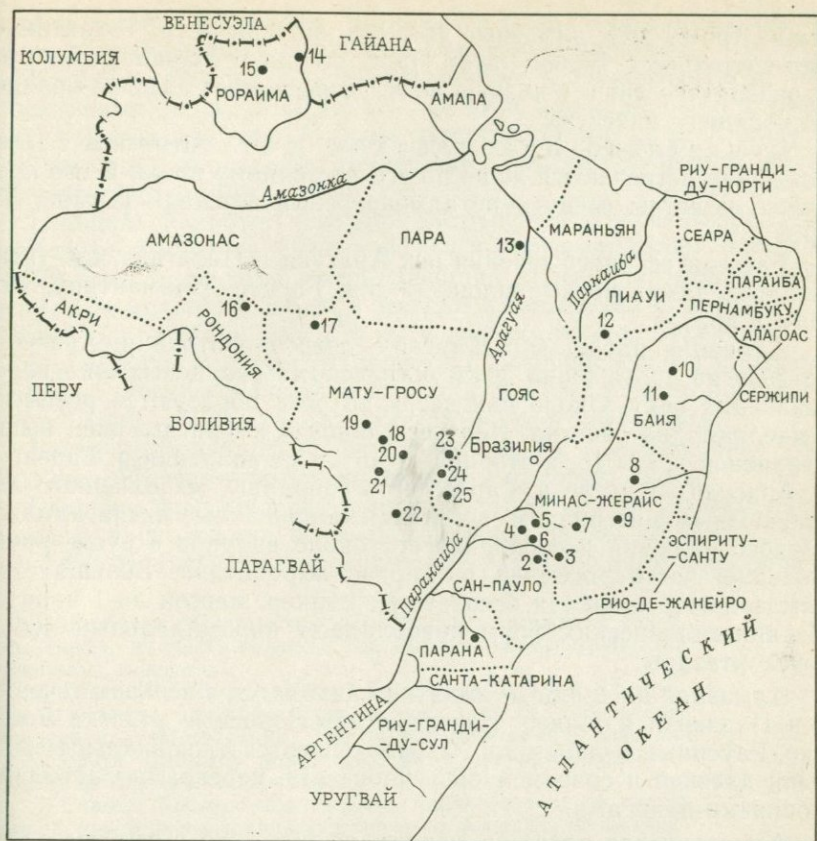 ВЕНЕСУЭЛА
КОЛУМБИЯ
ГАЙАНА
14
15
РОРАЙМА
АМАПА
РИУ-ГРАНДИ-
ДУ-НОРТИ
Амазонка
МАРАНЬЯН
СЕАРА
АМАЗОНАС
ПАРА
13
Парнаиба
ПАРАИБА
ПИАУИ
ПЕРНАМБУКУ
АКРИ
16
17
Арагуая
12
АЛАГОАС
РОНДОНИЯ
10
СЕРЖИПИ
ПЕРУ
МАТУ-ГРОСУ
ГОЯС
11
БАИЯ
БОЛИВИЯ
19
18
23
Бразилия
20
8
21
24
25
МИНАС-ЖЕРАЙС
22
5
7
9
4
6
ЭСПИРИТУ-
САНТУ
2
3
ПАРАГВАЙ
Паранаиба
САН-ПАУЛО
РИО-ДЕ-ЖАНЕЙРО
1
ПАРАНА
САНТА-КАТАРИНА
АРГЕНТИНА
РИУ-ГРАНДИ-
-ДУ-СУЛ
УРУГВАЙ
АТЛАНТИЧЕСКИЙ
ОКЕАН